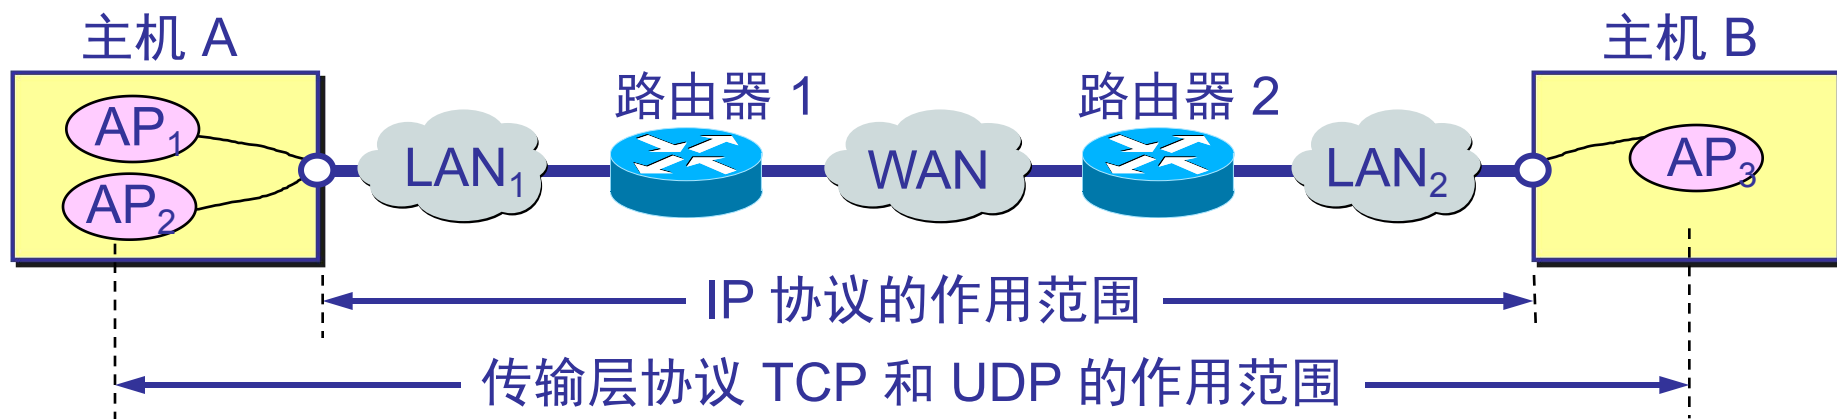 主机 A
主机 B
路由器 1
路由器 2
AP1
AP2
LAN1
WAN
LAN2
AP3
IP 协议的作用范围
传输层协议 TCP 和 UDP 的作用范围